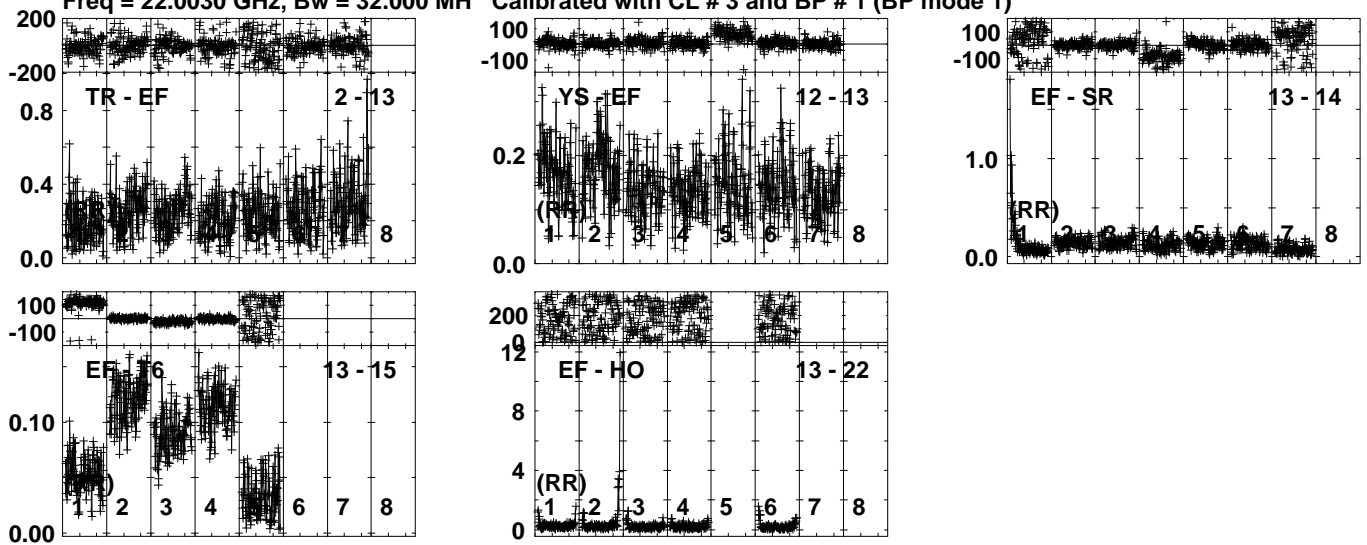 Freq = 22.0030 GHz, Bw = 32.000 MH Calibrated with CL # 3 and BP # 1 (BP mode 1)
200
-200
TR - EF 2 - 13
0.8
0.4
0.0
8
100
-100
YS - EF 12 - 13
0.2
0.0
(RR)
1 2 3 4 5 6 7 8
100
-100
EF - SR 13 - 14
1.0
0.0
(RR)
1 2 3 4 5 6 7 8
100
-100
13 - 15
0.10
0.00
(RR)
1 2 3 4 6 7 8
200
0
EF - HO 13 - 22
12
8
4
0
(RR)
1 2 3 4 5 6 7 8